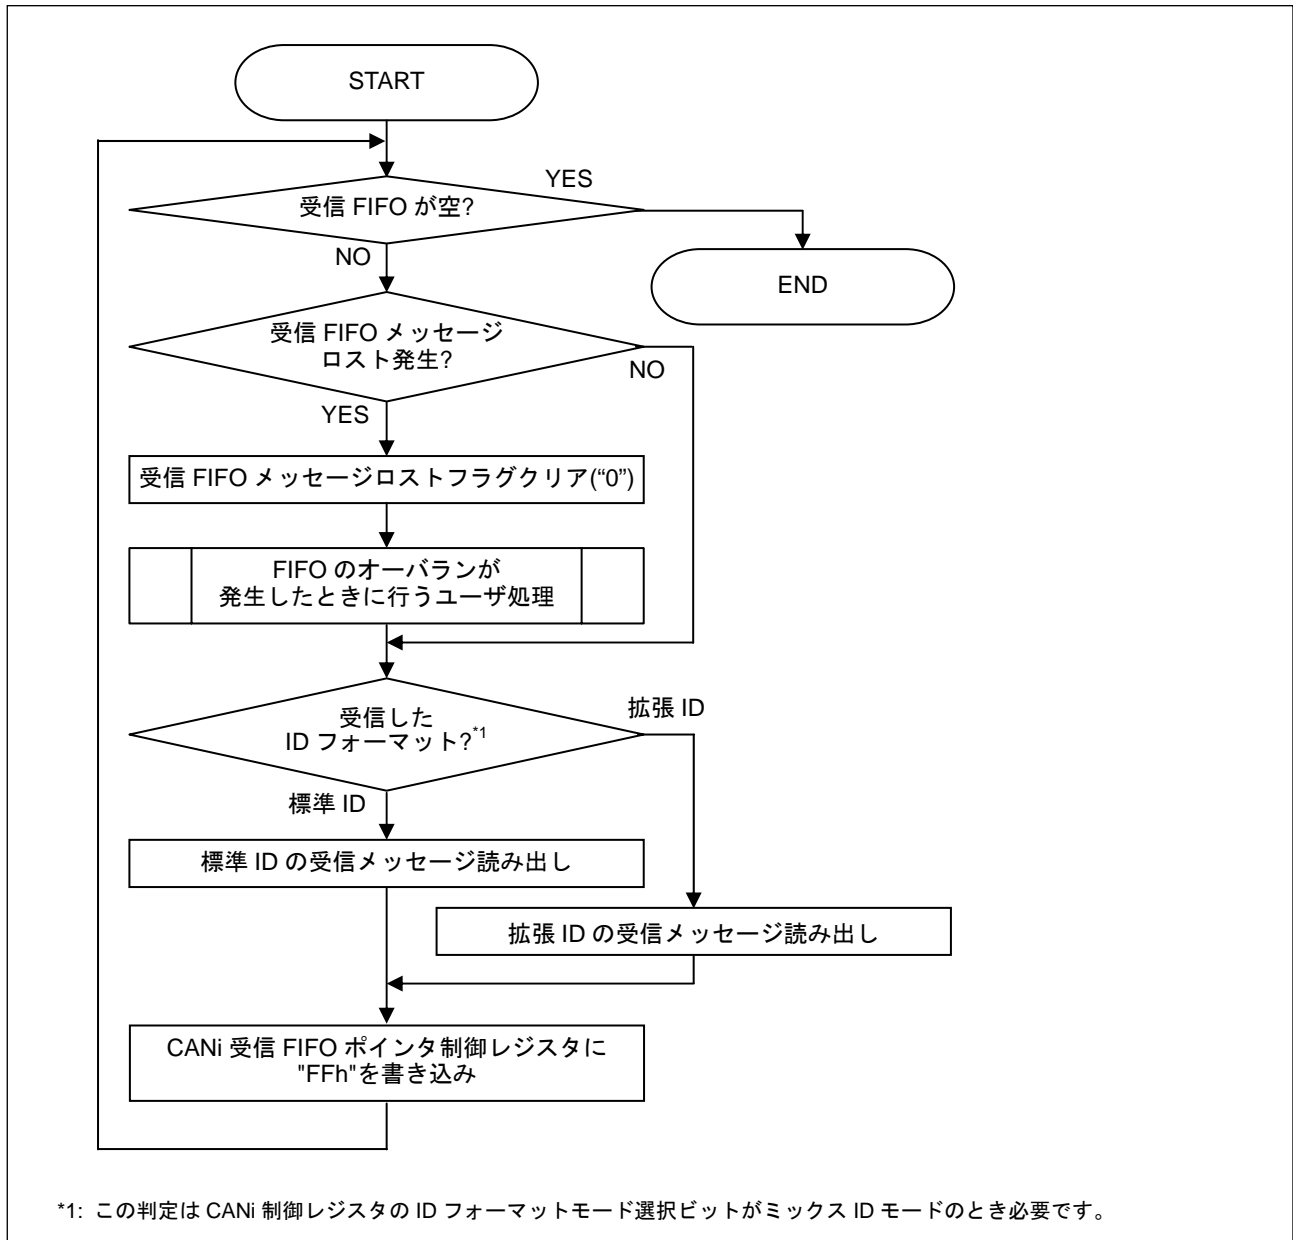 START
YES
受信 FIFO が空?
NO
END
受信 FIFO メッセージ
ロスト発生?
NO
YES
受信 FIFO メッセージロストフラグクリア(“0”)
FIFO のオーバランが
発生したときに行うユーザ処理
拡張 ID
受信した
ID フォーマット?*1
標準 ID
標準 ID の受信メッセージ読み出し
拡張 ID の受信メッセージ読み出し
CANi 受信 FIFO ポインタ制御レジスタに
"FFh"を書き込み
*1: この判定は CANi 制御レジスタの ID フォーマットモード選択ビットがミックス ID モードのとき必要です。